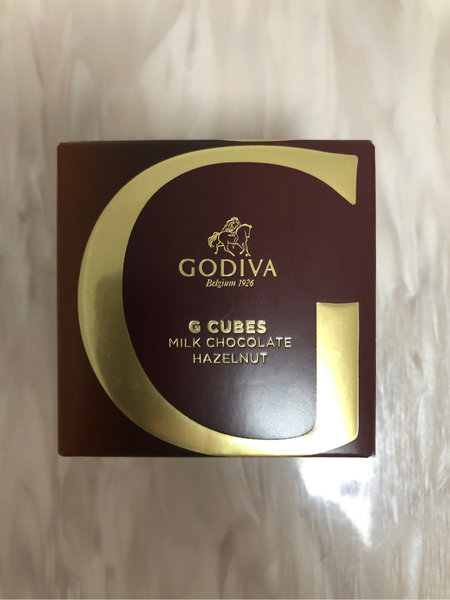 G
GODIVA
Belgium 1926
G CUBES
MILK CHOCOLATE
HAZELNUT